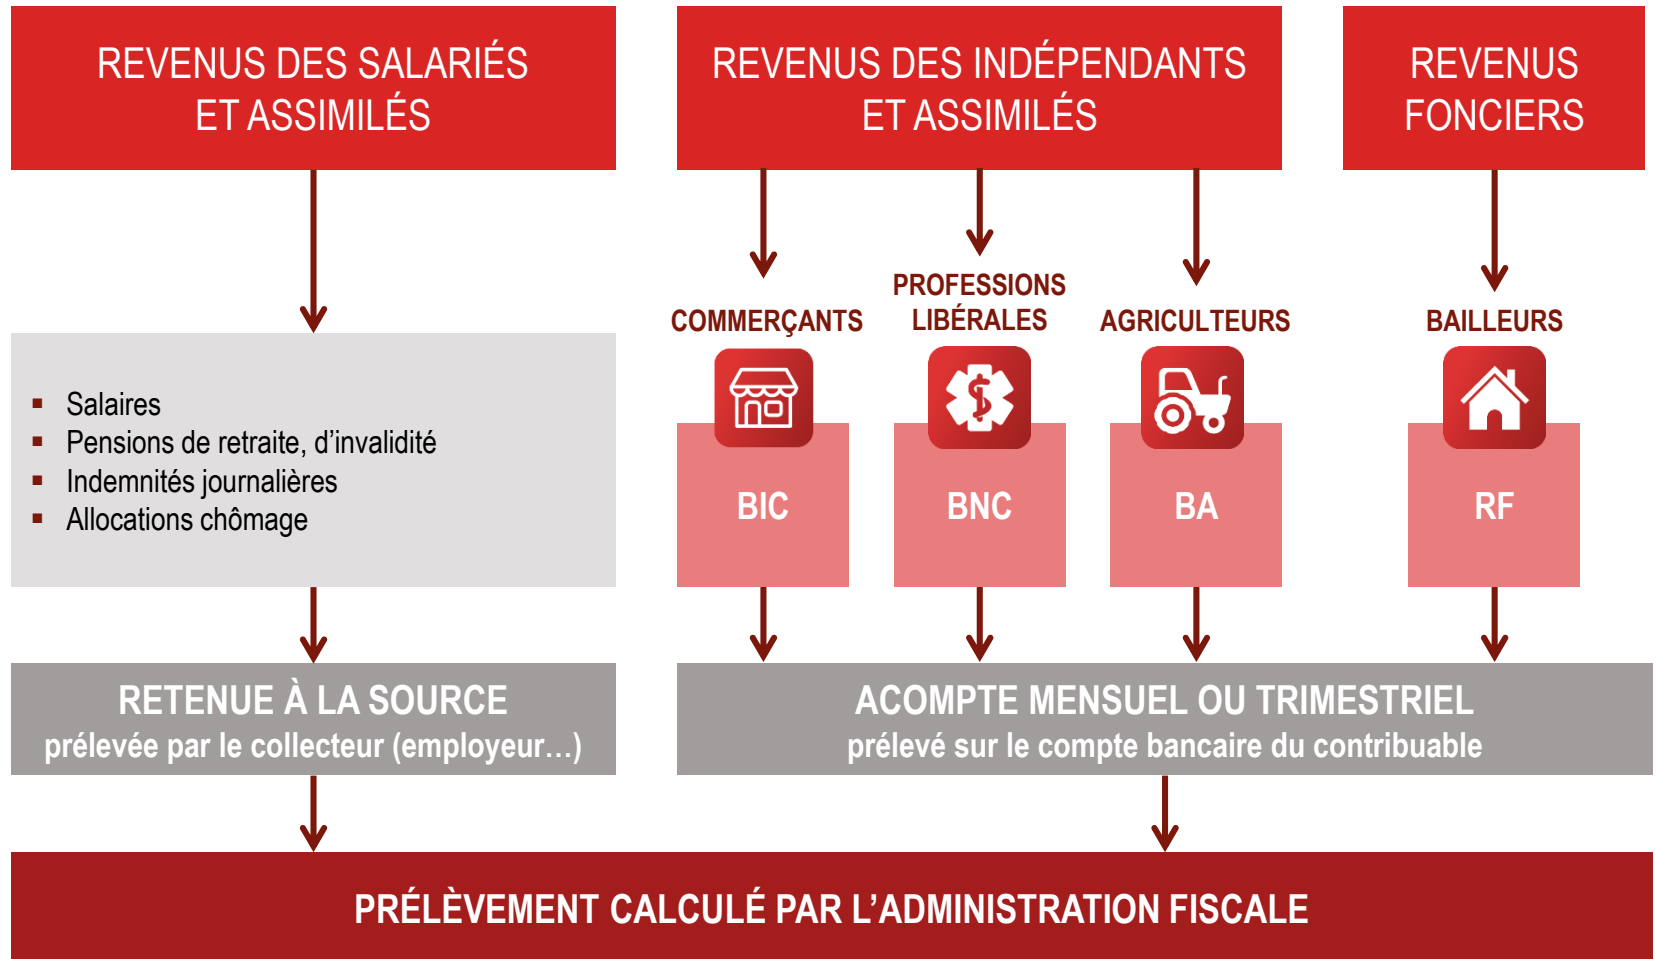 REVENUS DES SALARIÉS
ET ASSIMILÉS
REVENUS DES INDÉPENDANTS
ET ASSIMILÉS
REVENUS
FONCIERS
COMMERÇANTS
PROFESSIONS
LIBÉRALES
AGRICULTEURS
BAILLEURS
Salaires
Pensions de retraite, d’invalidité
Indemnités journalières
Allocations chômage
BIC
BNC
BA
RF
RETENUE À LA SOURCE
prélevée par le collecteur (employeur…)
ACOMPTE MENSUEL OU TRIMESTRIEL
prélevé sur le compte bancaire du contribuable
PRÉLÈVEMENT CALCULÉ PAR L’ADMINISTRATION FISCALE